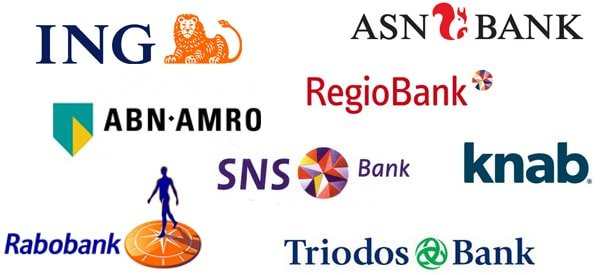 ING
ASN BANK
RegioBank
ABN·AMRO
SNS Bank
knab®
Rabobank
Triodos Bank